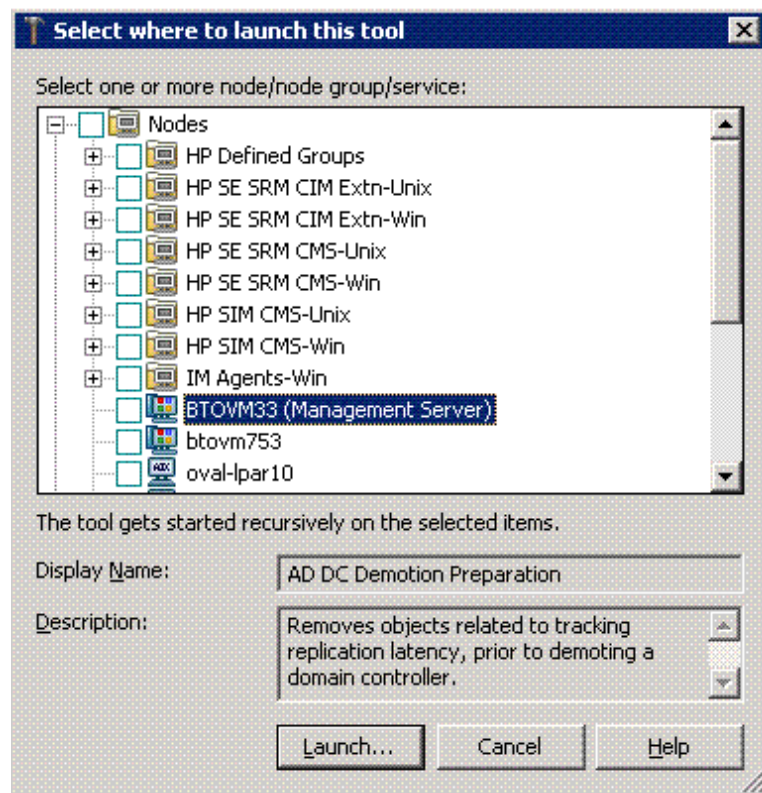 Select where to launch this tool
Select one or more node/node group/service:
Nodes
HP Defined Groups
HP SE SRM CIM Extn-Unix
HP SE SRM CIM Extn-Win
HP SE SRM CMS-Unix
HP SE SRM CMS-Win
HP SIM CMS-Unix
HP SIM CMS-Win
IM Agents-Win
BTOVM33 (Management Server)
btovm753
AIX oval-lpar10
The tool gets started recursively on the selected items.
Display Name: AD DC Demotion Preparation
Description: Removes objects related to tracking
replication latency, prior to demoting a
domain controller.
Launch... Cancel Help